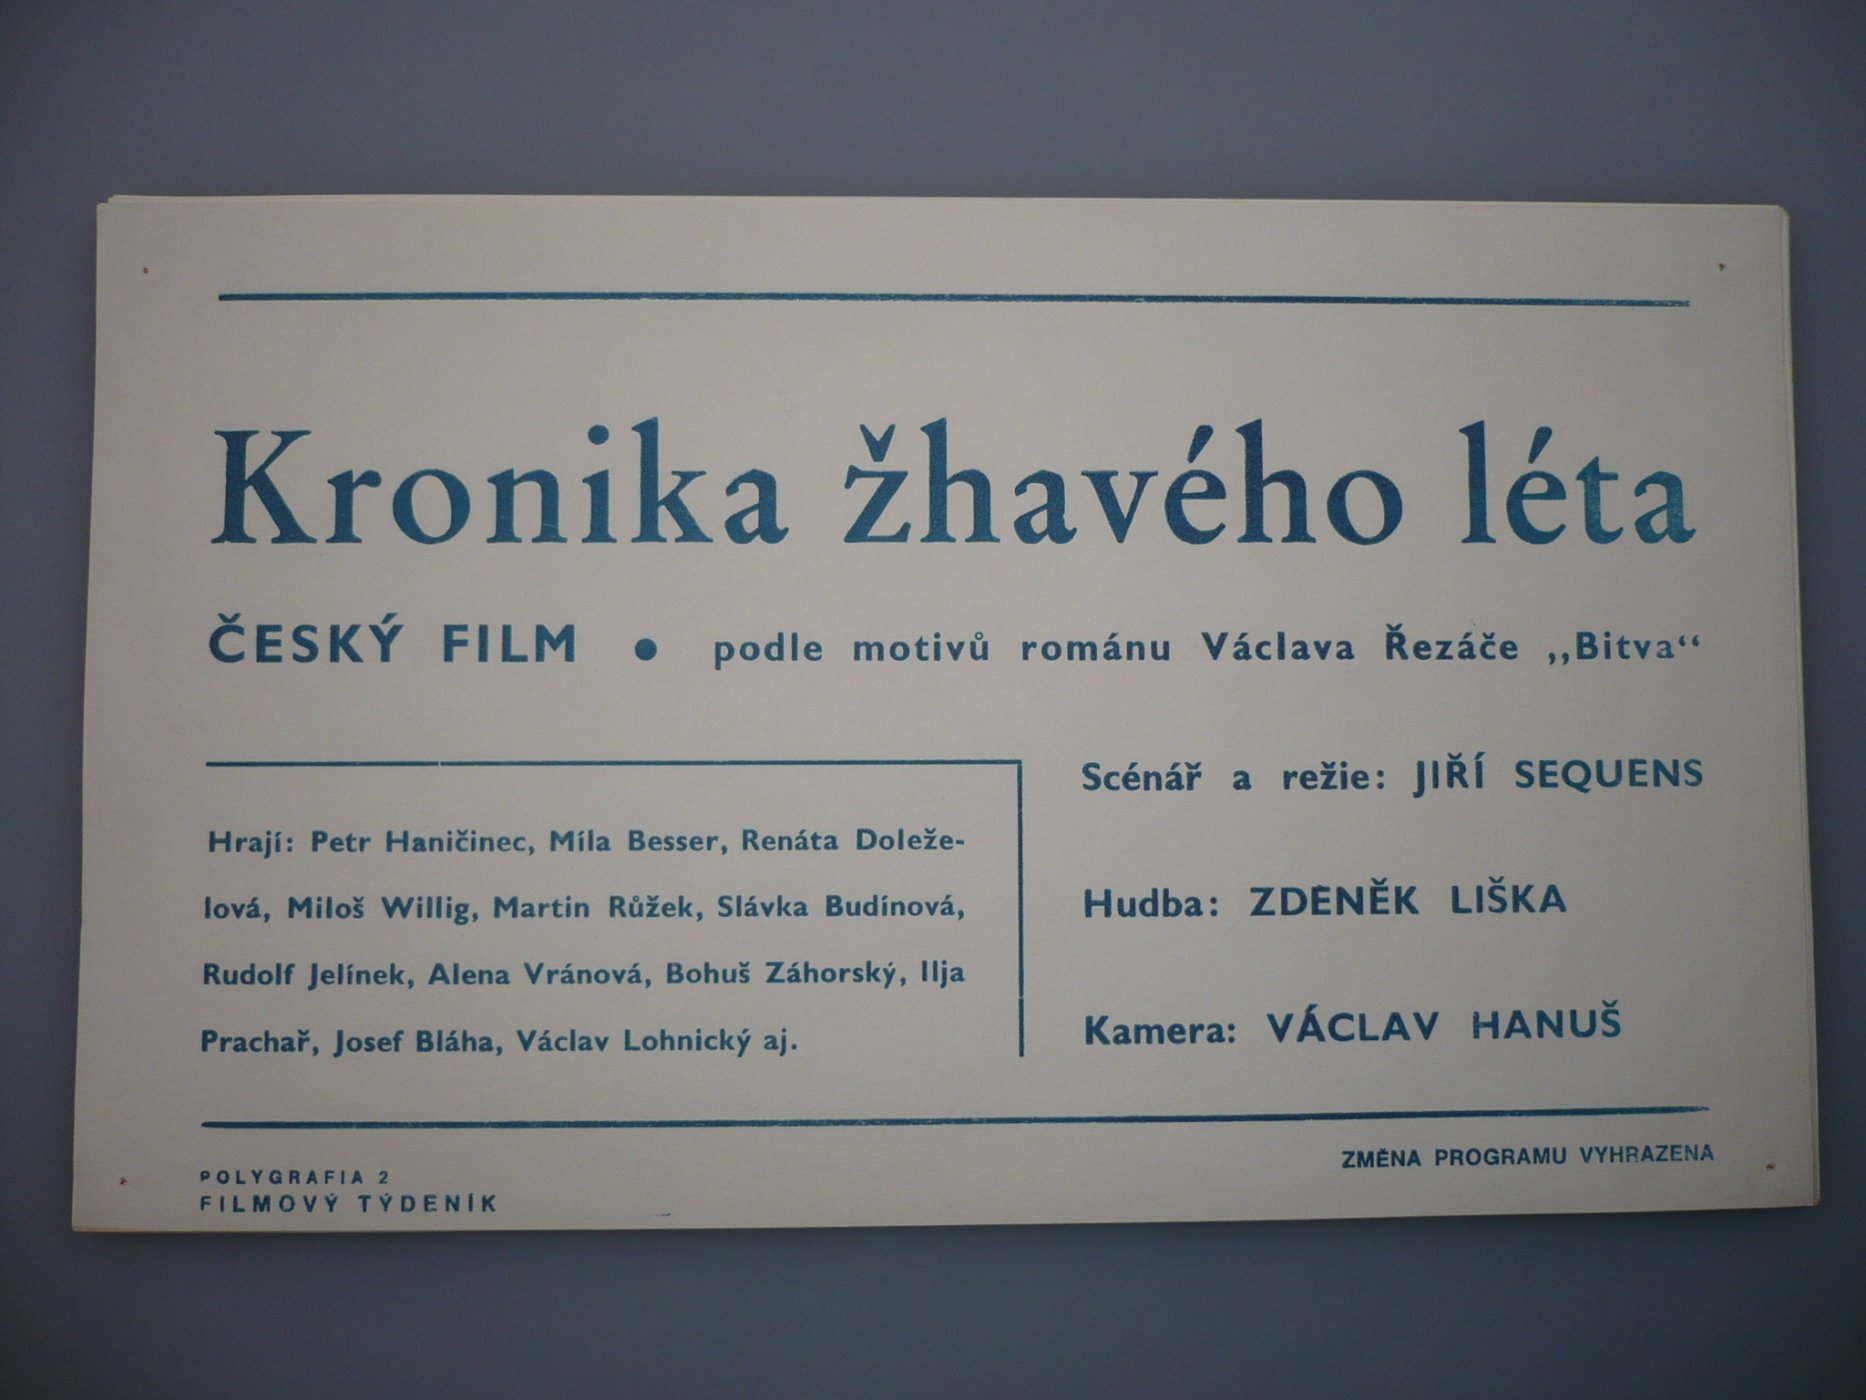 Kronika žhavého léta
ČESKÝ FILM ● podle motivů románu Václava Řezáče ,,Bitva“
Hrají: Petr Haničinec, Míla Besser, Renáta Doleže-
lová, Miloš Willig, Martin Růžek, Slávka Budínová,
Rudolf Jelínek, Alena Vránová, Bohuš Záhorský, Ilja
Prachař, Josef Bláha, Václav Lohnický aj.
Scénář a režie: JIŘÍ SEQUENS
Hudba: ZDENĚK LIŠKA
Kamera: VÁCLAV HANUŠ
POLYGRAFIA 2
FILMOVÝ TÝDENÍK
ZMĚNA PROGRAMU VYHRAZENA